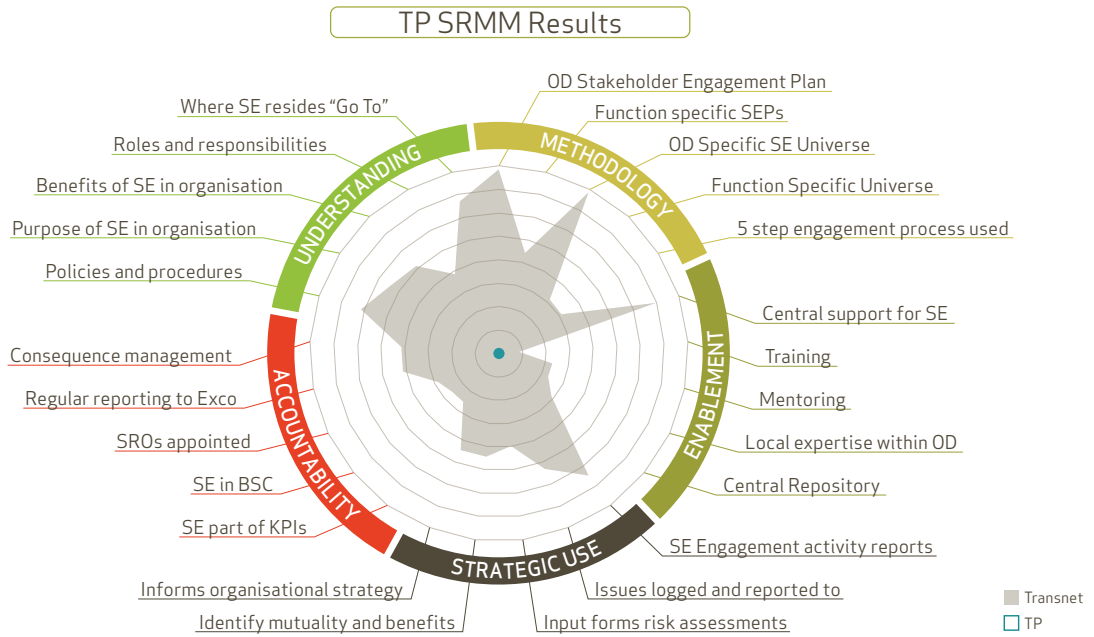 TP SRMM Results
OD Stakeholder Engagement Plan
Function specific SEPs
OD Specific SE Universe
Function Specific Universe
5 step engagement process used
METHODOLOGY
Central support for SE
Training
Mentoring
Local expertise within OD
Central Repository
ENABLEMENT
SE Engagement activity reports
Issues logged and reported to
Input forms risk assessments
Identify mutuality and benefits
Informs organisational strategy
STRATEGIC USE
SE part of KPIs
SE in BSC
SROs appointed
Regular reporting to Exco
Consequence management
ACCOUNTABILITY
Policies and procedures
Purpose of SE in organisation
Benefits of SE in organisation
Roles and responsibilities
Where SE resides “Go To”
UNDERSTANDING
Transnet
TP